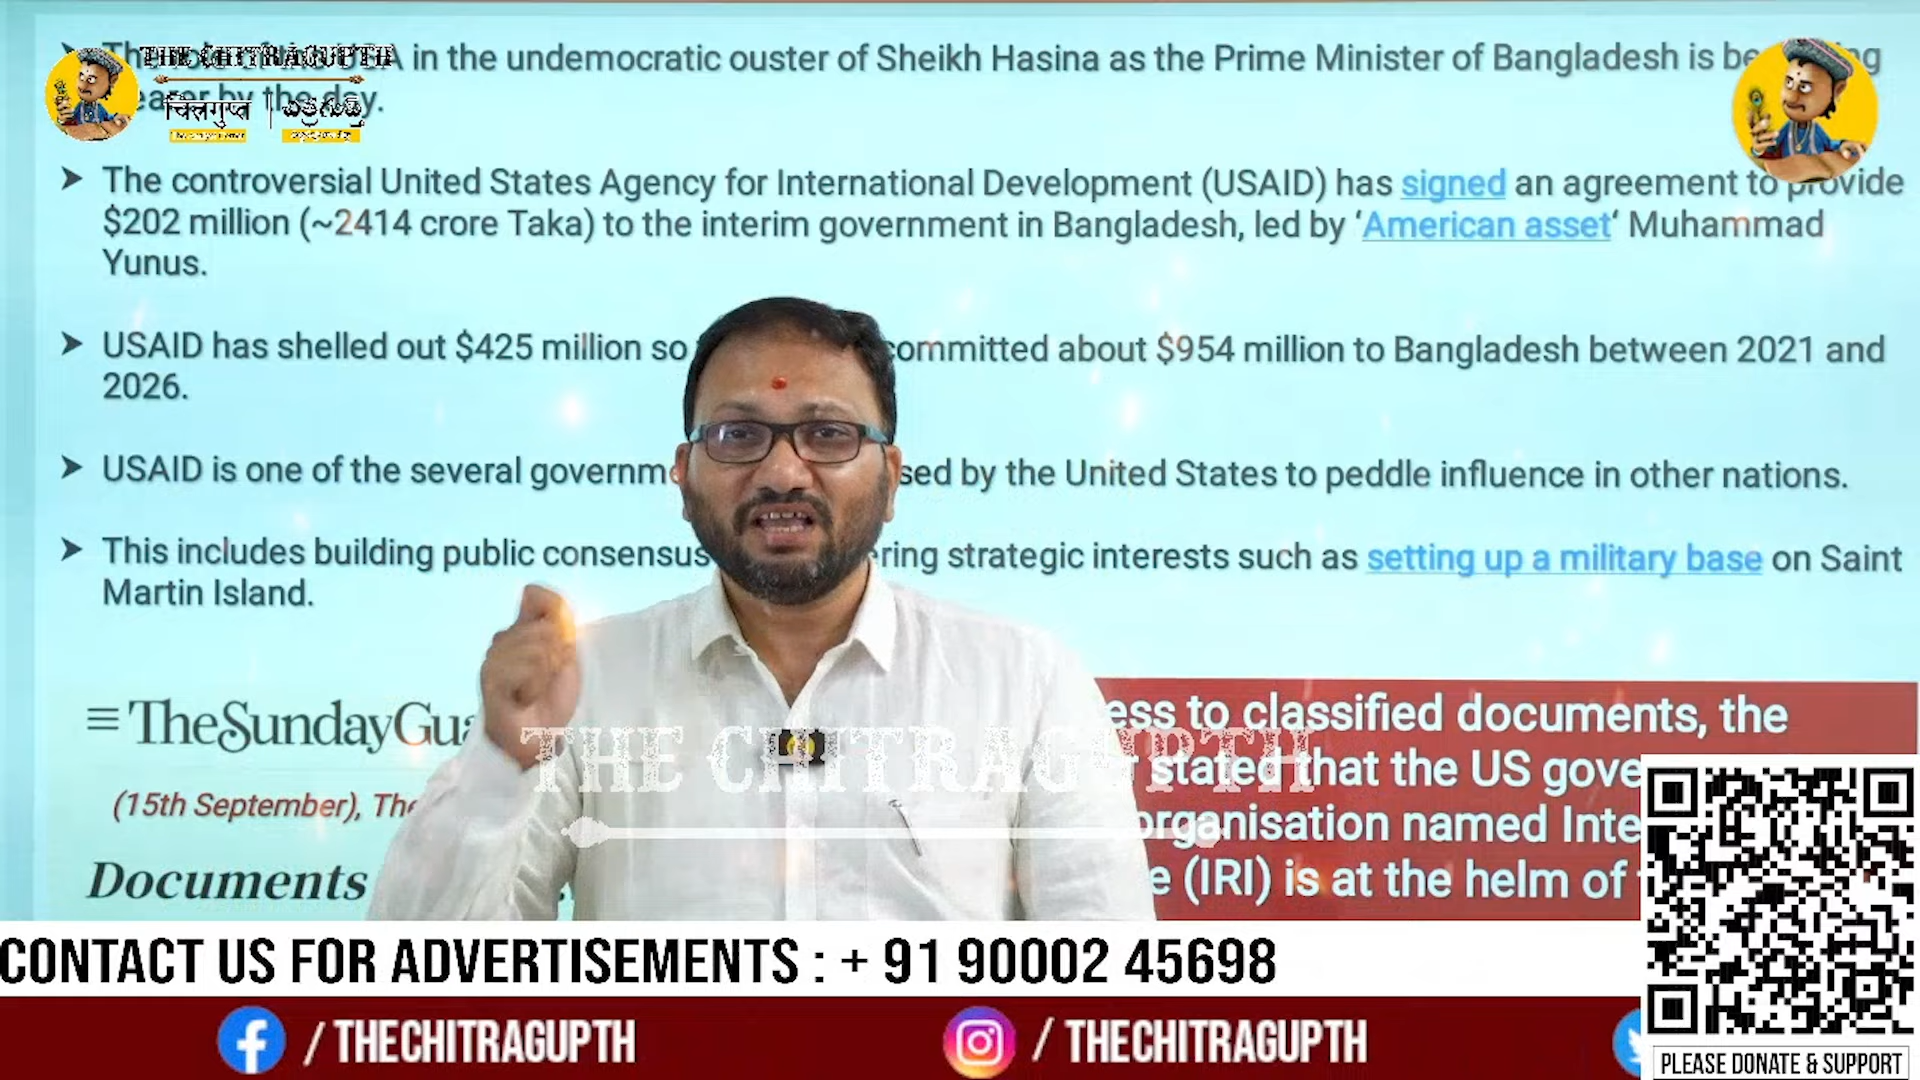 THE CHITRAGUPTH
चित्रगुप्त
A in the undemocratic ouster of Sheikh Hasina as the Prime Minister of Bangladesh is
by the day.
➤ The controversial United States Agency for International Development (USAID) has signed an agreement to provide
$202 million (~2414 crore Taka) to the interim government in Bangladesh, led by ‘American asset‘ Muhammad
Yunus.
➤ USAID has shelled out $425 million so committed about $954 million to Bangladesh between 2021 and
2026.
➤ USAID is one of the several by the United States to peddle influence in other nations.
➤ This includes building public consensus strategic interests such as setting up a military base on Saint
Martin Island.
TheSundayGua
(15th September), The
Documents
ess to classified documents, the
stated that the US gove
organisation named Inte
e (IRI) is at the helm of
THE CHITRAGUPTH
CONTACT US FOR ADVERTISEMENTS : + 91 90002 45698
/ THECHITRAGUPTH
/ THECHITRAGUPTH
PLEASE DONATE & SUPPORT